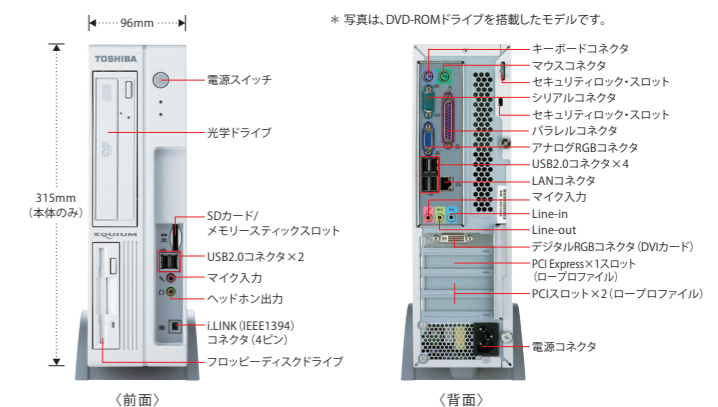 96mm
＊ 写真は、DVD-ROMドライブを搭載したモデルです。
TOSHIBA
電源スイッチ
光学ドライブ
315mm
（本体のみ）
SDカード/
メモリースティックスロット
EQUIUM
USB2.0コネクタ×2
マイク入力
ヘッドホン出力
i.LINK（IEEE1394）
コネクタ（4ピン）
フロッピーディスクドライブ
〈前面〉
キーボードコネクタ
マウスコネクタ
セキュリティロック・スロット
シリアルコネクタ
セキュリティロック・スロット
パラレルコネクタ
アナログRGBコネクタ
USB2.0コネクタ×4
LANコネクタ
マイク入力
Line-in
Line-out
デジタルRGBコネクタ（DVIカード）
PCI Express×1スロット
（ロープロファイル）
PCIスロット×2（ロープロファイル）
電源コネクタ
〈背面〉